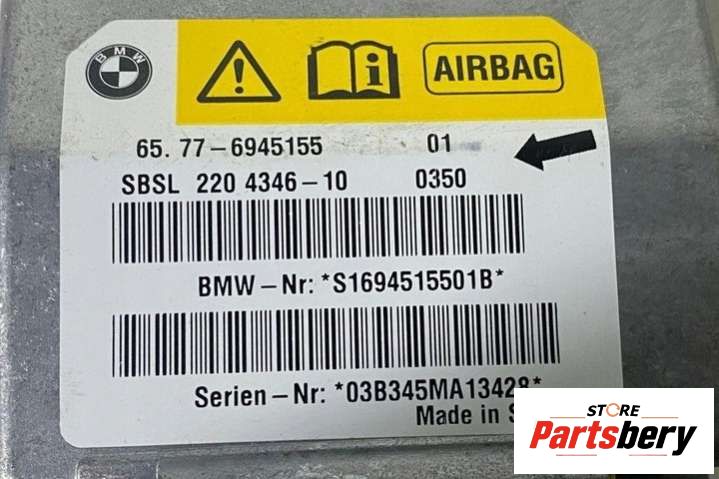 BMW AIRBAG
65.77-6945155 01
SBSL 220 4346-10 0350
BMW-Nr: *S1694515501B*
Serien-Nr: *03B345MA13428*
Made in
STORE
Partsbery